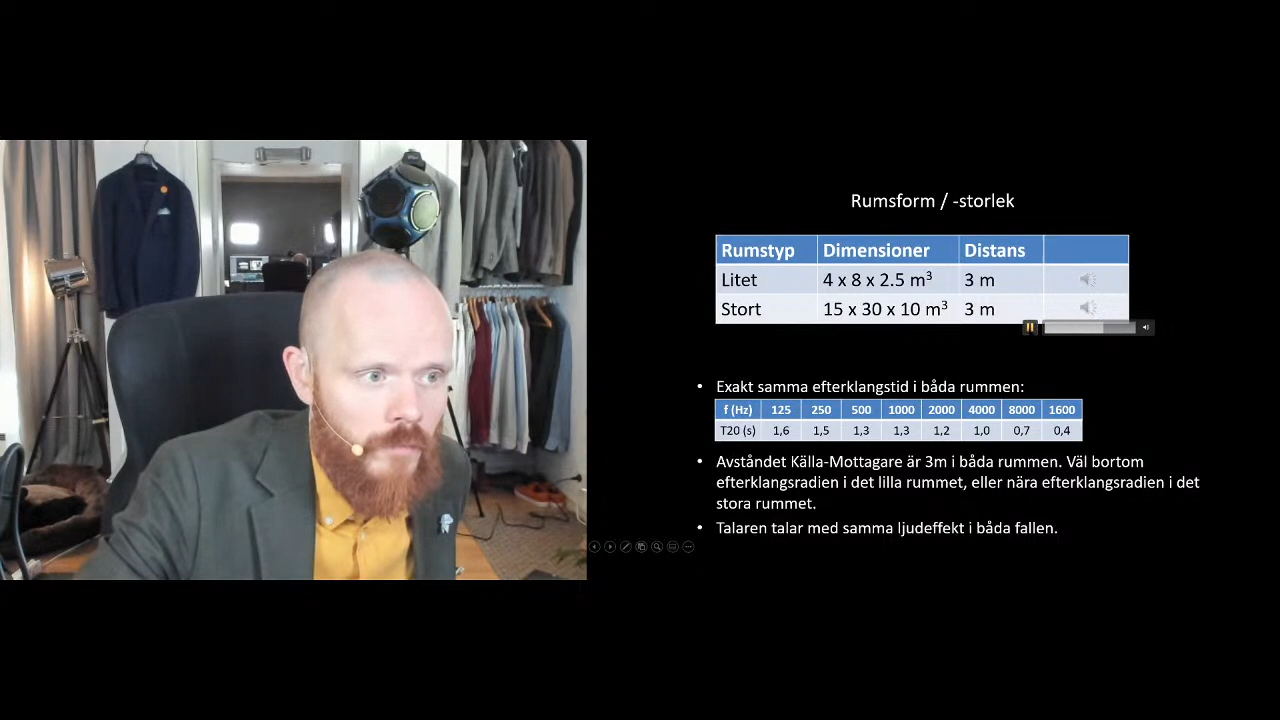 Rumsform / -storlek
Rumstyp Dimensioner Distans
Litet 4 x 8 x 2.5 m³ 3 m
Stort 15 x 30 x 10 m³ 3 m
• Exakt samma efterklangstid i båda rummen:
f (Hz) 125 250 500 1000 2000 4000 8000 1600
T20 (s) 1,6 1,5 1,3 1,3 1,2 1,0 0,7 0,4
• Avståndet Källa-Mottagare är 3m i båda rummen. Väl bortom
efterklangsradien i det lilla rummet, eller nära efterklangsradien i det
stora rummet.
• Talaren talar med samma ljudeffekt i båda fallen.